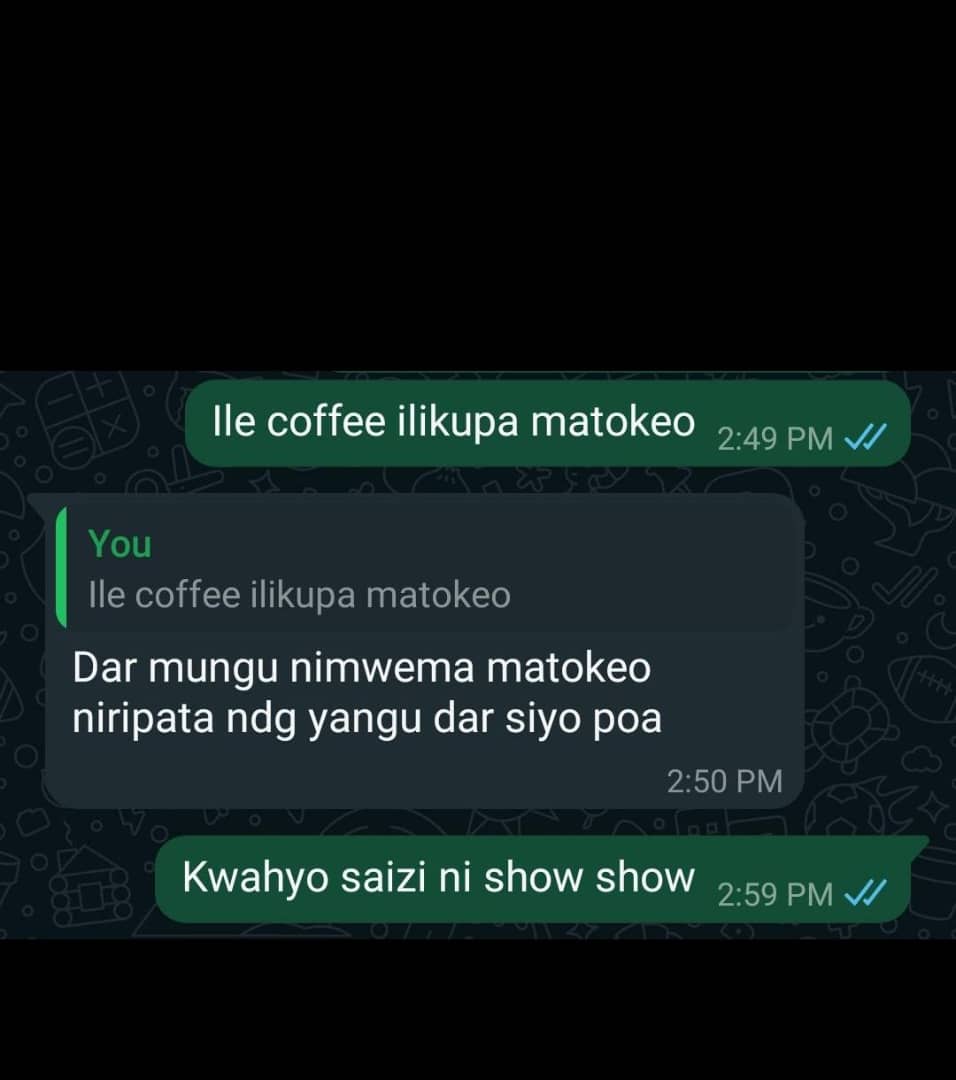 Ile coffee ilikupa matokeo 2:49 PM
You
Ile coffee ilikupa matokeo
Dar mungu nimwema matokeo
niripata ndg yangu dar siyo poa
2:50 PM
Kwahyo saizi ni show show 2:59 PM